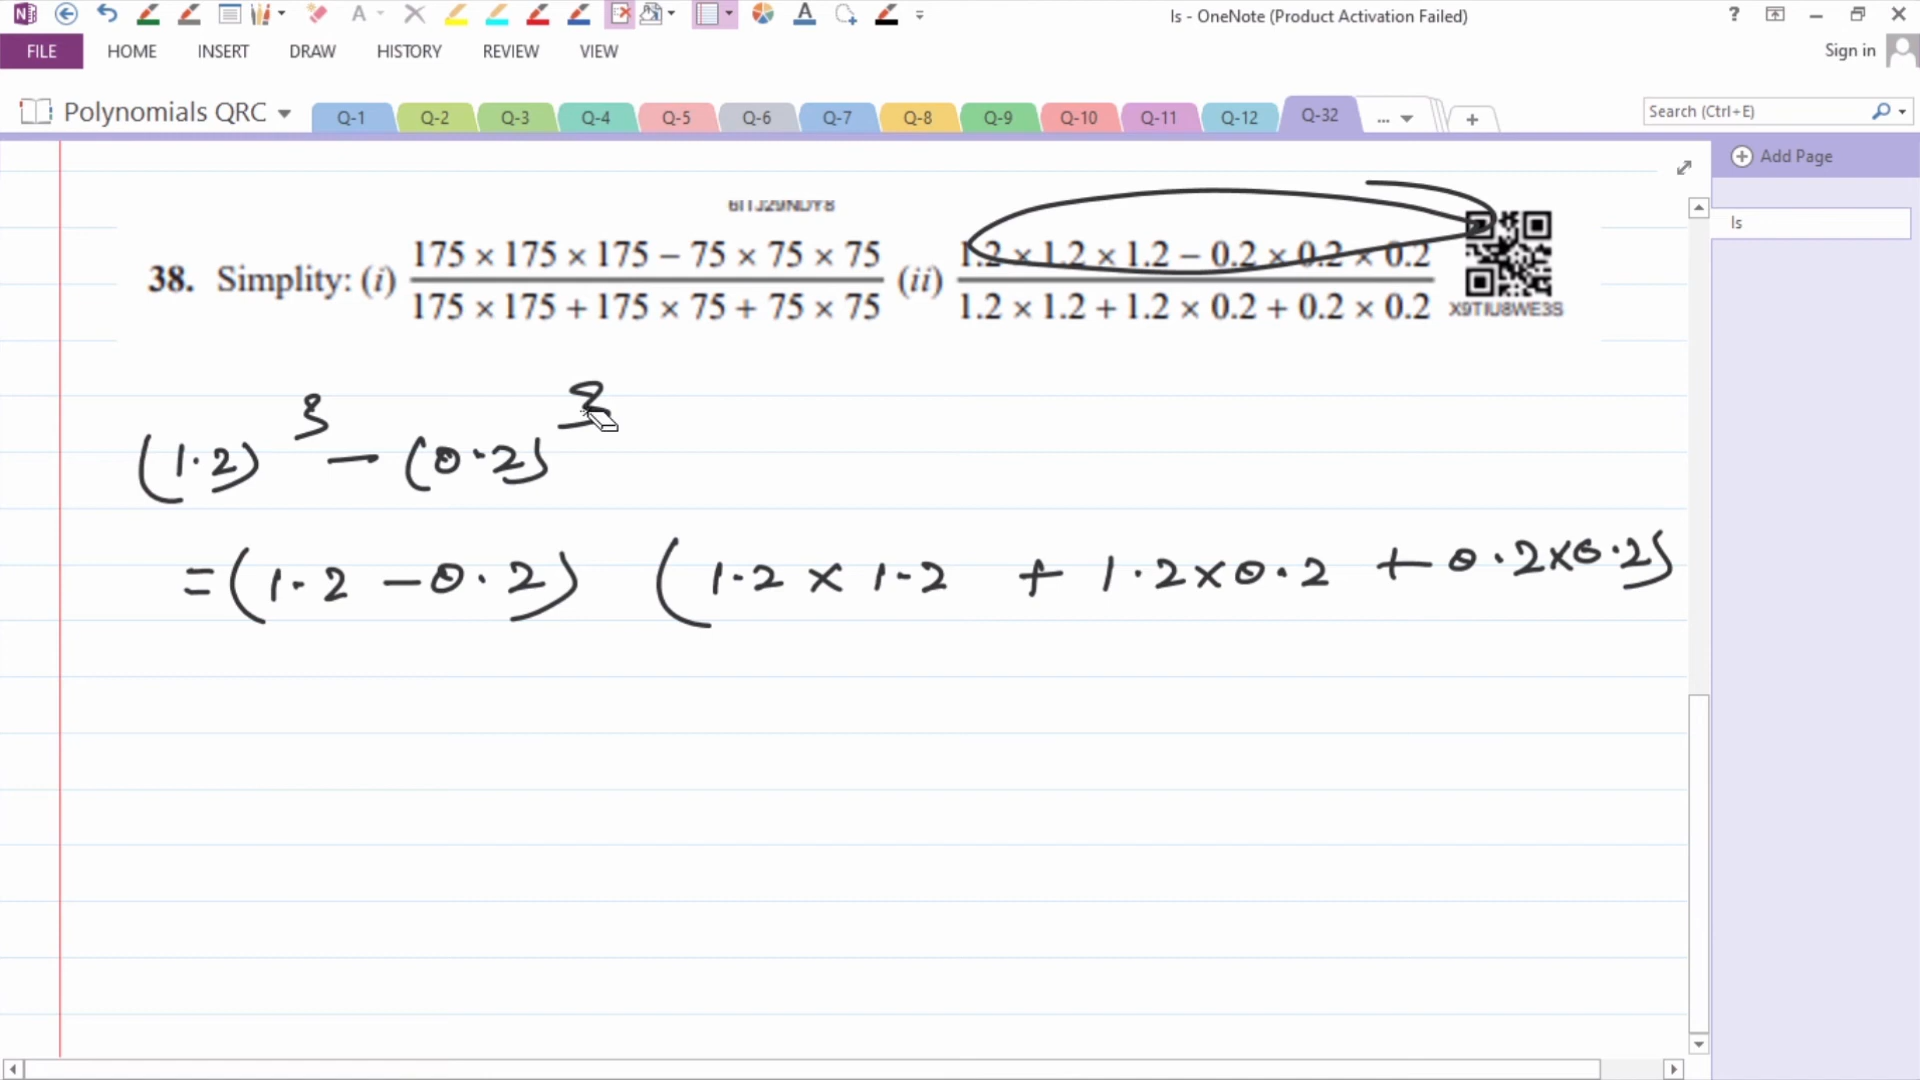 ls - OneNote (Product Activation Failed)
FILE HOME INSERT DRAW HISTORY REVIEW VIEW Sign in
Polynomials QRC Q-1 Q-2 Q-3 Q-4 Q-5 Q-6 Q-7 Q-8 Q-9 Q-10 Q-11 Q-12 Q-32 ... + Search (Ctrl+E)
Add Page
ls
38. Simplity: (i) (175 × 175 × 175 – 75 × 75 × 75)/(175 × 175 + 175 × 75 + 75 × 75) (ii) (1.2 × 1.2 × 1.2 – 0.2 × 0.2 × 0.2)/(1.2 × 1.2 + 1.2 × 0.2 + 0.2 × 0.2)
X9TIU8WE3S
(1.2)³ - (0.2)³
= (1.2 - 0.2) (1.2 × 1.2 + 1.2 × 0.2 + 0.2 × 0.2)